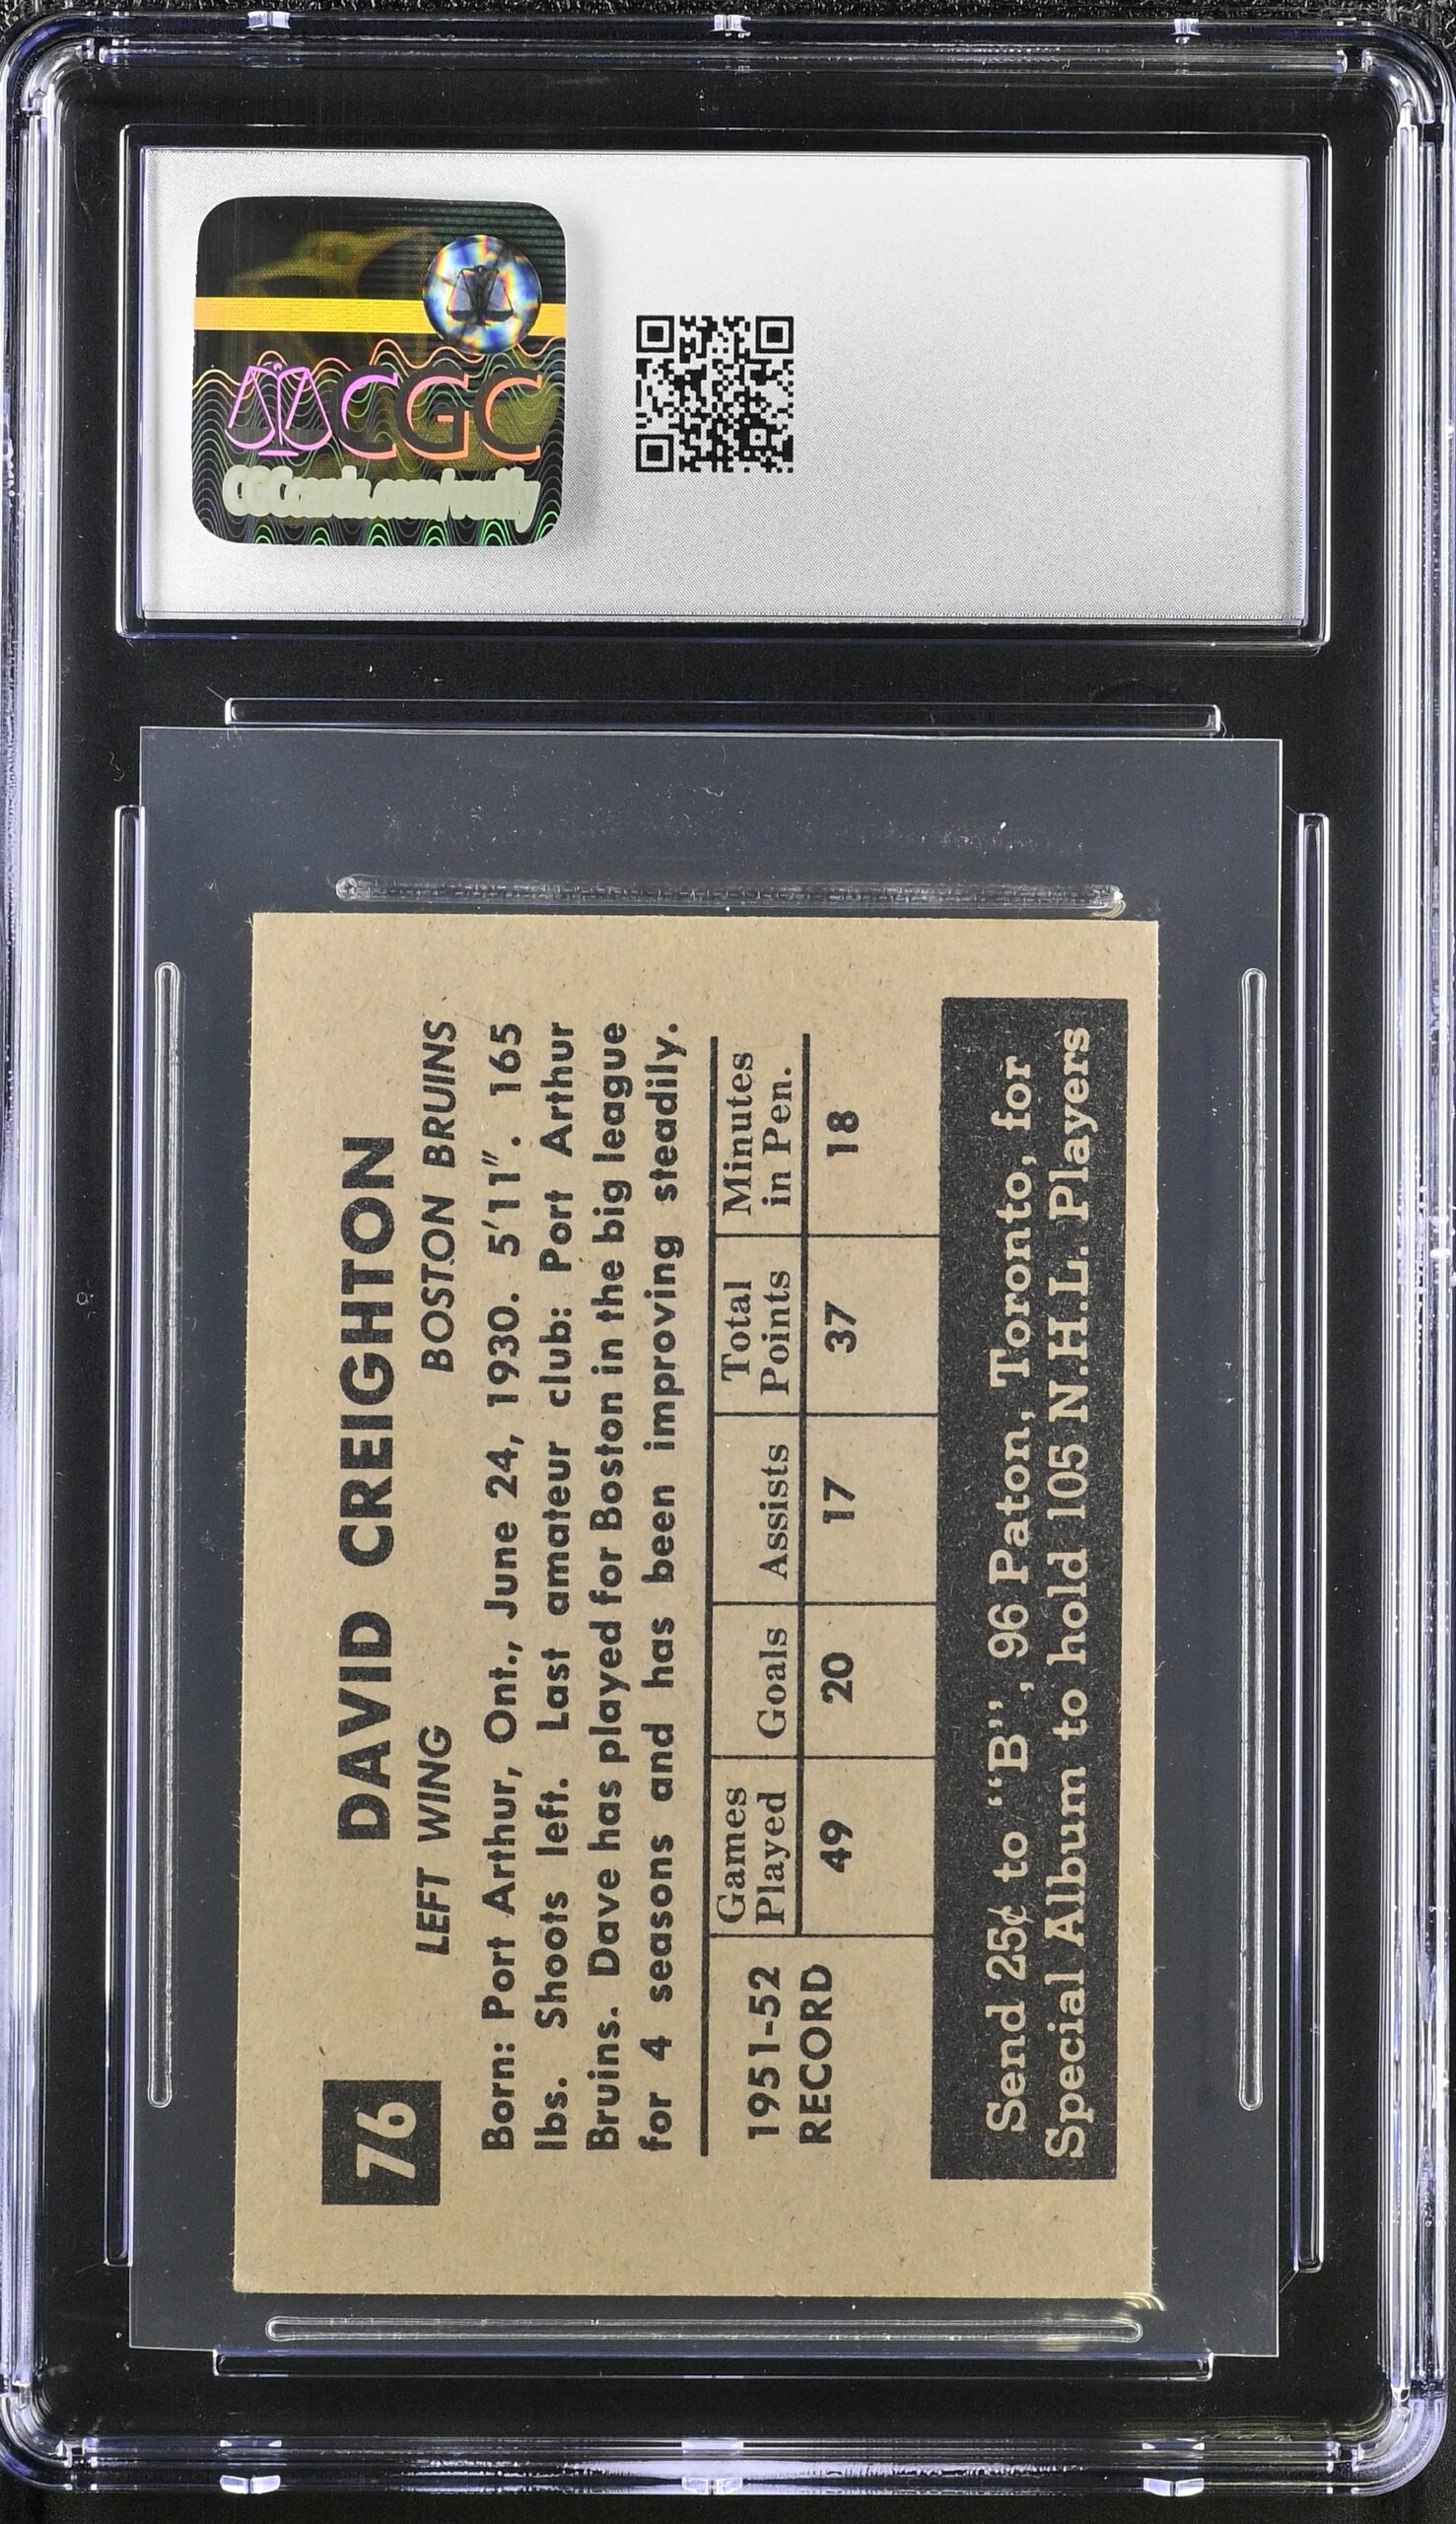 CGC
CGCcards.com/verify
76
DAVID CREIGHTON
LEFT WING BOSTON BRUINS
Born: Port Arthur, Ont., June 24, 1930. 5'11". 165
lbs. Shoots left. Last amateur club: Port Arthur
Bruins. Dave has played for Boston in the big league
for 4 seasons and has been improving steadily.
1951-52
RECORD
Games
Played
Goals
Assists
Total
Points
Minutes
in Pen.
49 20 17 37 18
Send 25¢ to "B", 96 Paton, Toronto, for
Special Album to hold 105 N.H.L. Players